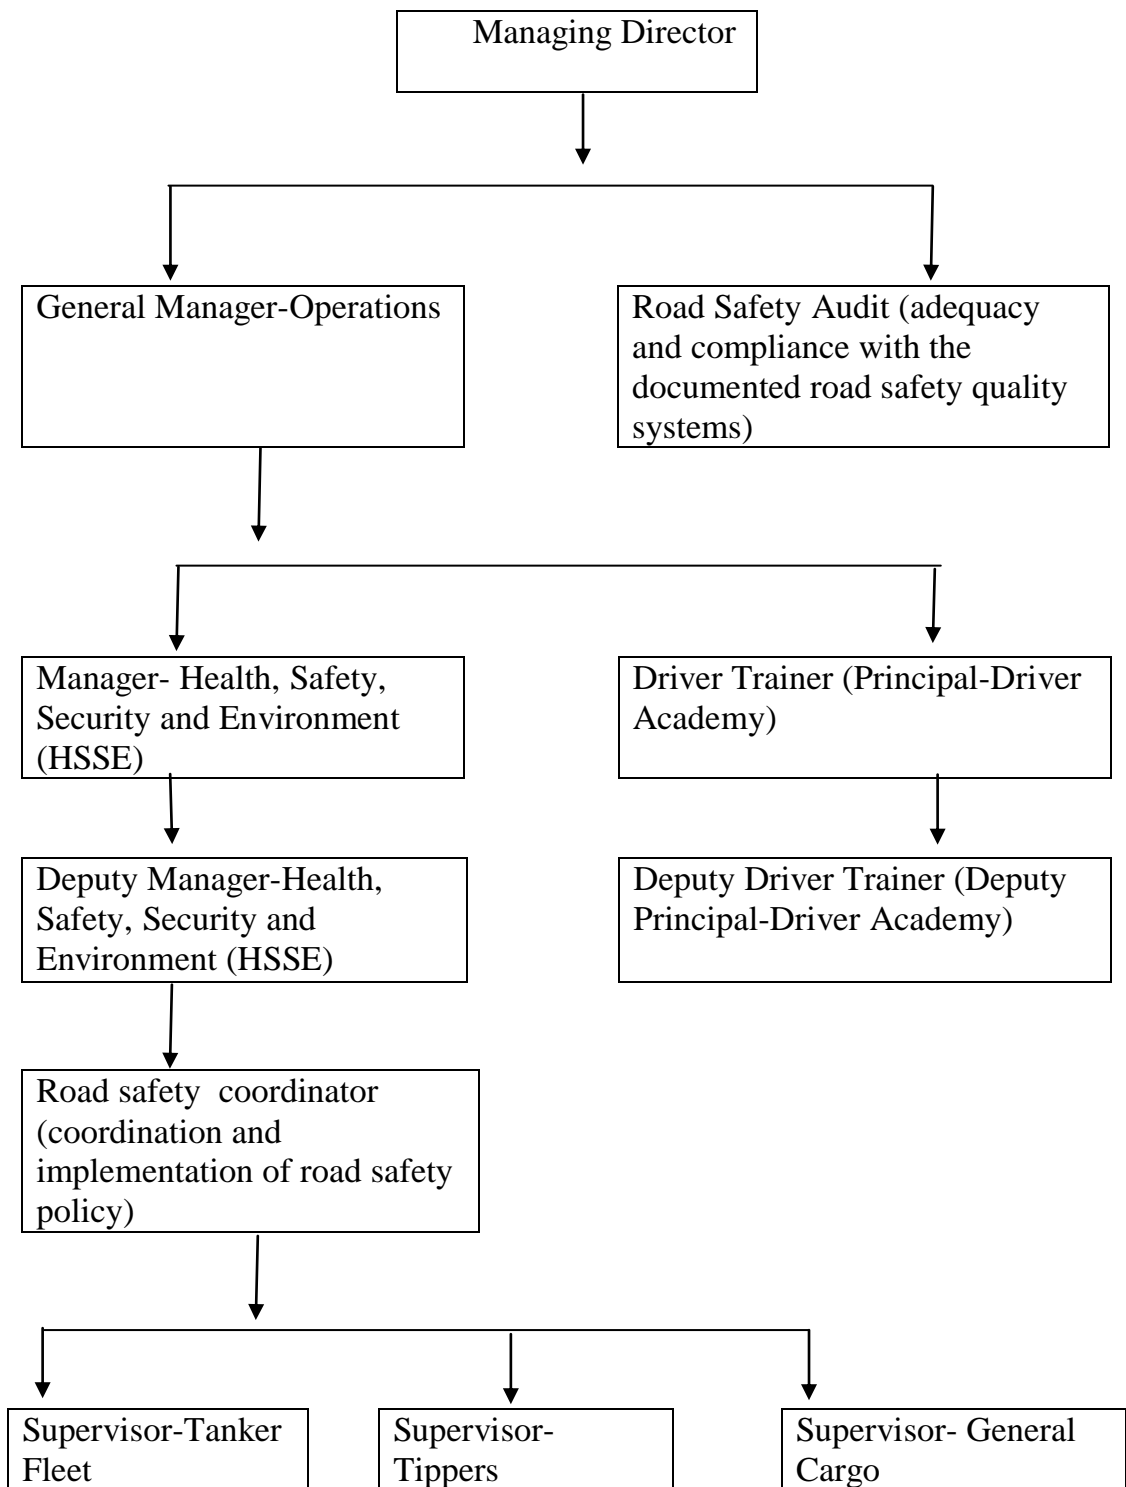 Managing Director
General Manager-Operations
Road Safety Audit (adequacy
and compliance with the
documented road safety quality
systems)
Manager- Health, Safety,
Security and Environment
(HSSE)
Driver Trainer (Principal-Driver
Academy)
Deputy Manager-Health,
Safety, Security and
Environment (HSSE)
Deputy Driver Trainer (Deputy
Principal-Driver Academy)
Road safety  coordinator
(coordination and
implementation of road safety
policy)
Supervisor-Tanker
Fleet
Supervisor-
Tippers
Supervisor- General
Cargo